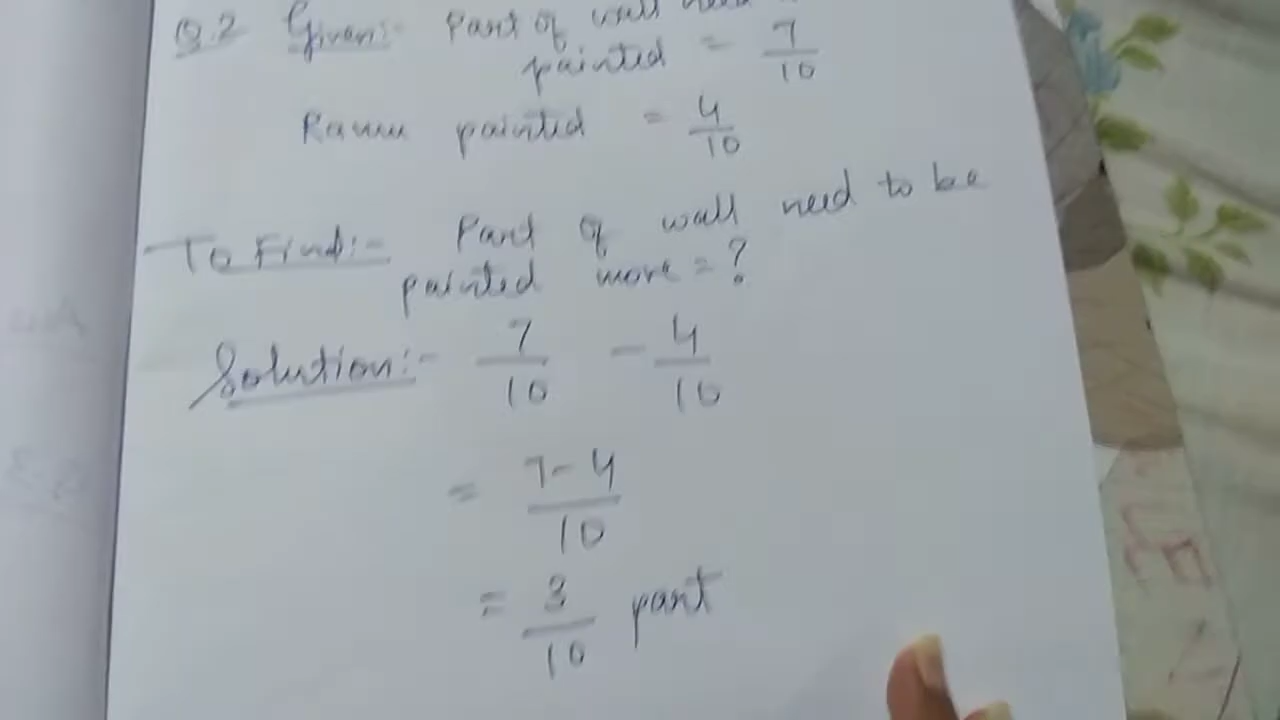 Q.2 Given:- Part of wall need
painted = 7/10
Ramu painted = 4/10
To Find:- Part of wall need to be
painted more = ?
Solution:- 7/10 - 4/10
= 7-4/10
= 3/10 part